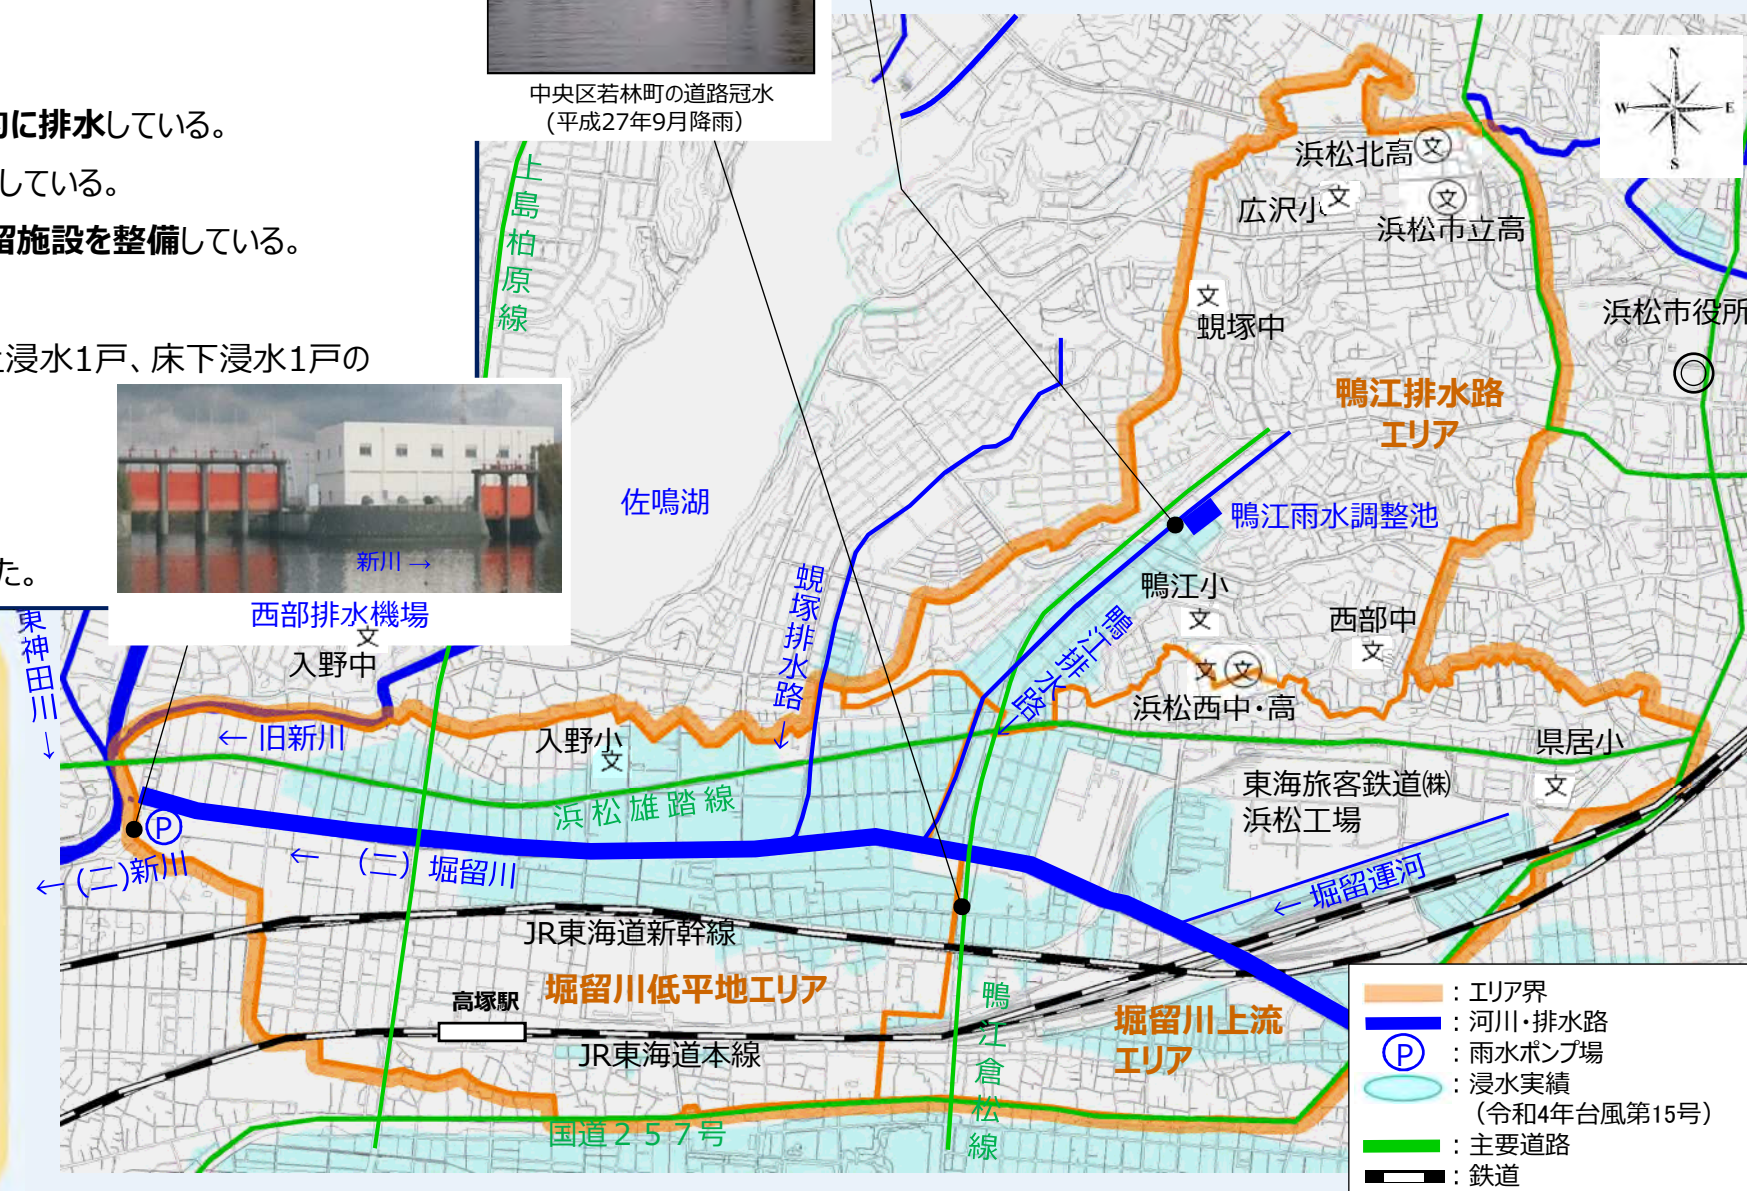 に排水している。
している。
留施設を整備している。
浸水1戸、床下浸水1戸の
た。
中央区若林町の道路冠水
(平成27年9月降雨)
新川→
西部排水機場
N
W
E
S
上島柏原線
浜松北高
文
広沢小
文
文
浜松市立高
文
蜆塚中
浜松市役所
鴨江排水路
エリア
佐鳴湖
鴨江雨水調整池
蜆塚排水路
←
鴨江小
文
鴨江排水路
←
西部中
文
文
文
浜松西中・高
東神田川
←
文
入野中
← 旧新川
入野小
文
県居小
文
浜松雄踏線
東海旅客鉄道㈱
浜松工場
P
← (二)新川
← (二) 堀留川
← 堀留運河
JR東海道新幹線
堀留川低平地エリア
高塚駅
JR東海道本線
鴨江倉松線
堀留川上流
エリア
国道257号
：エリア界
：河川・排水路
P
：雨水ポンプ場
：浸水実績
(令和4年台風第15号)
：主要道路
：鉄道